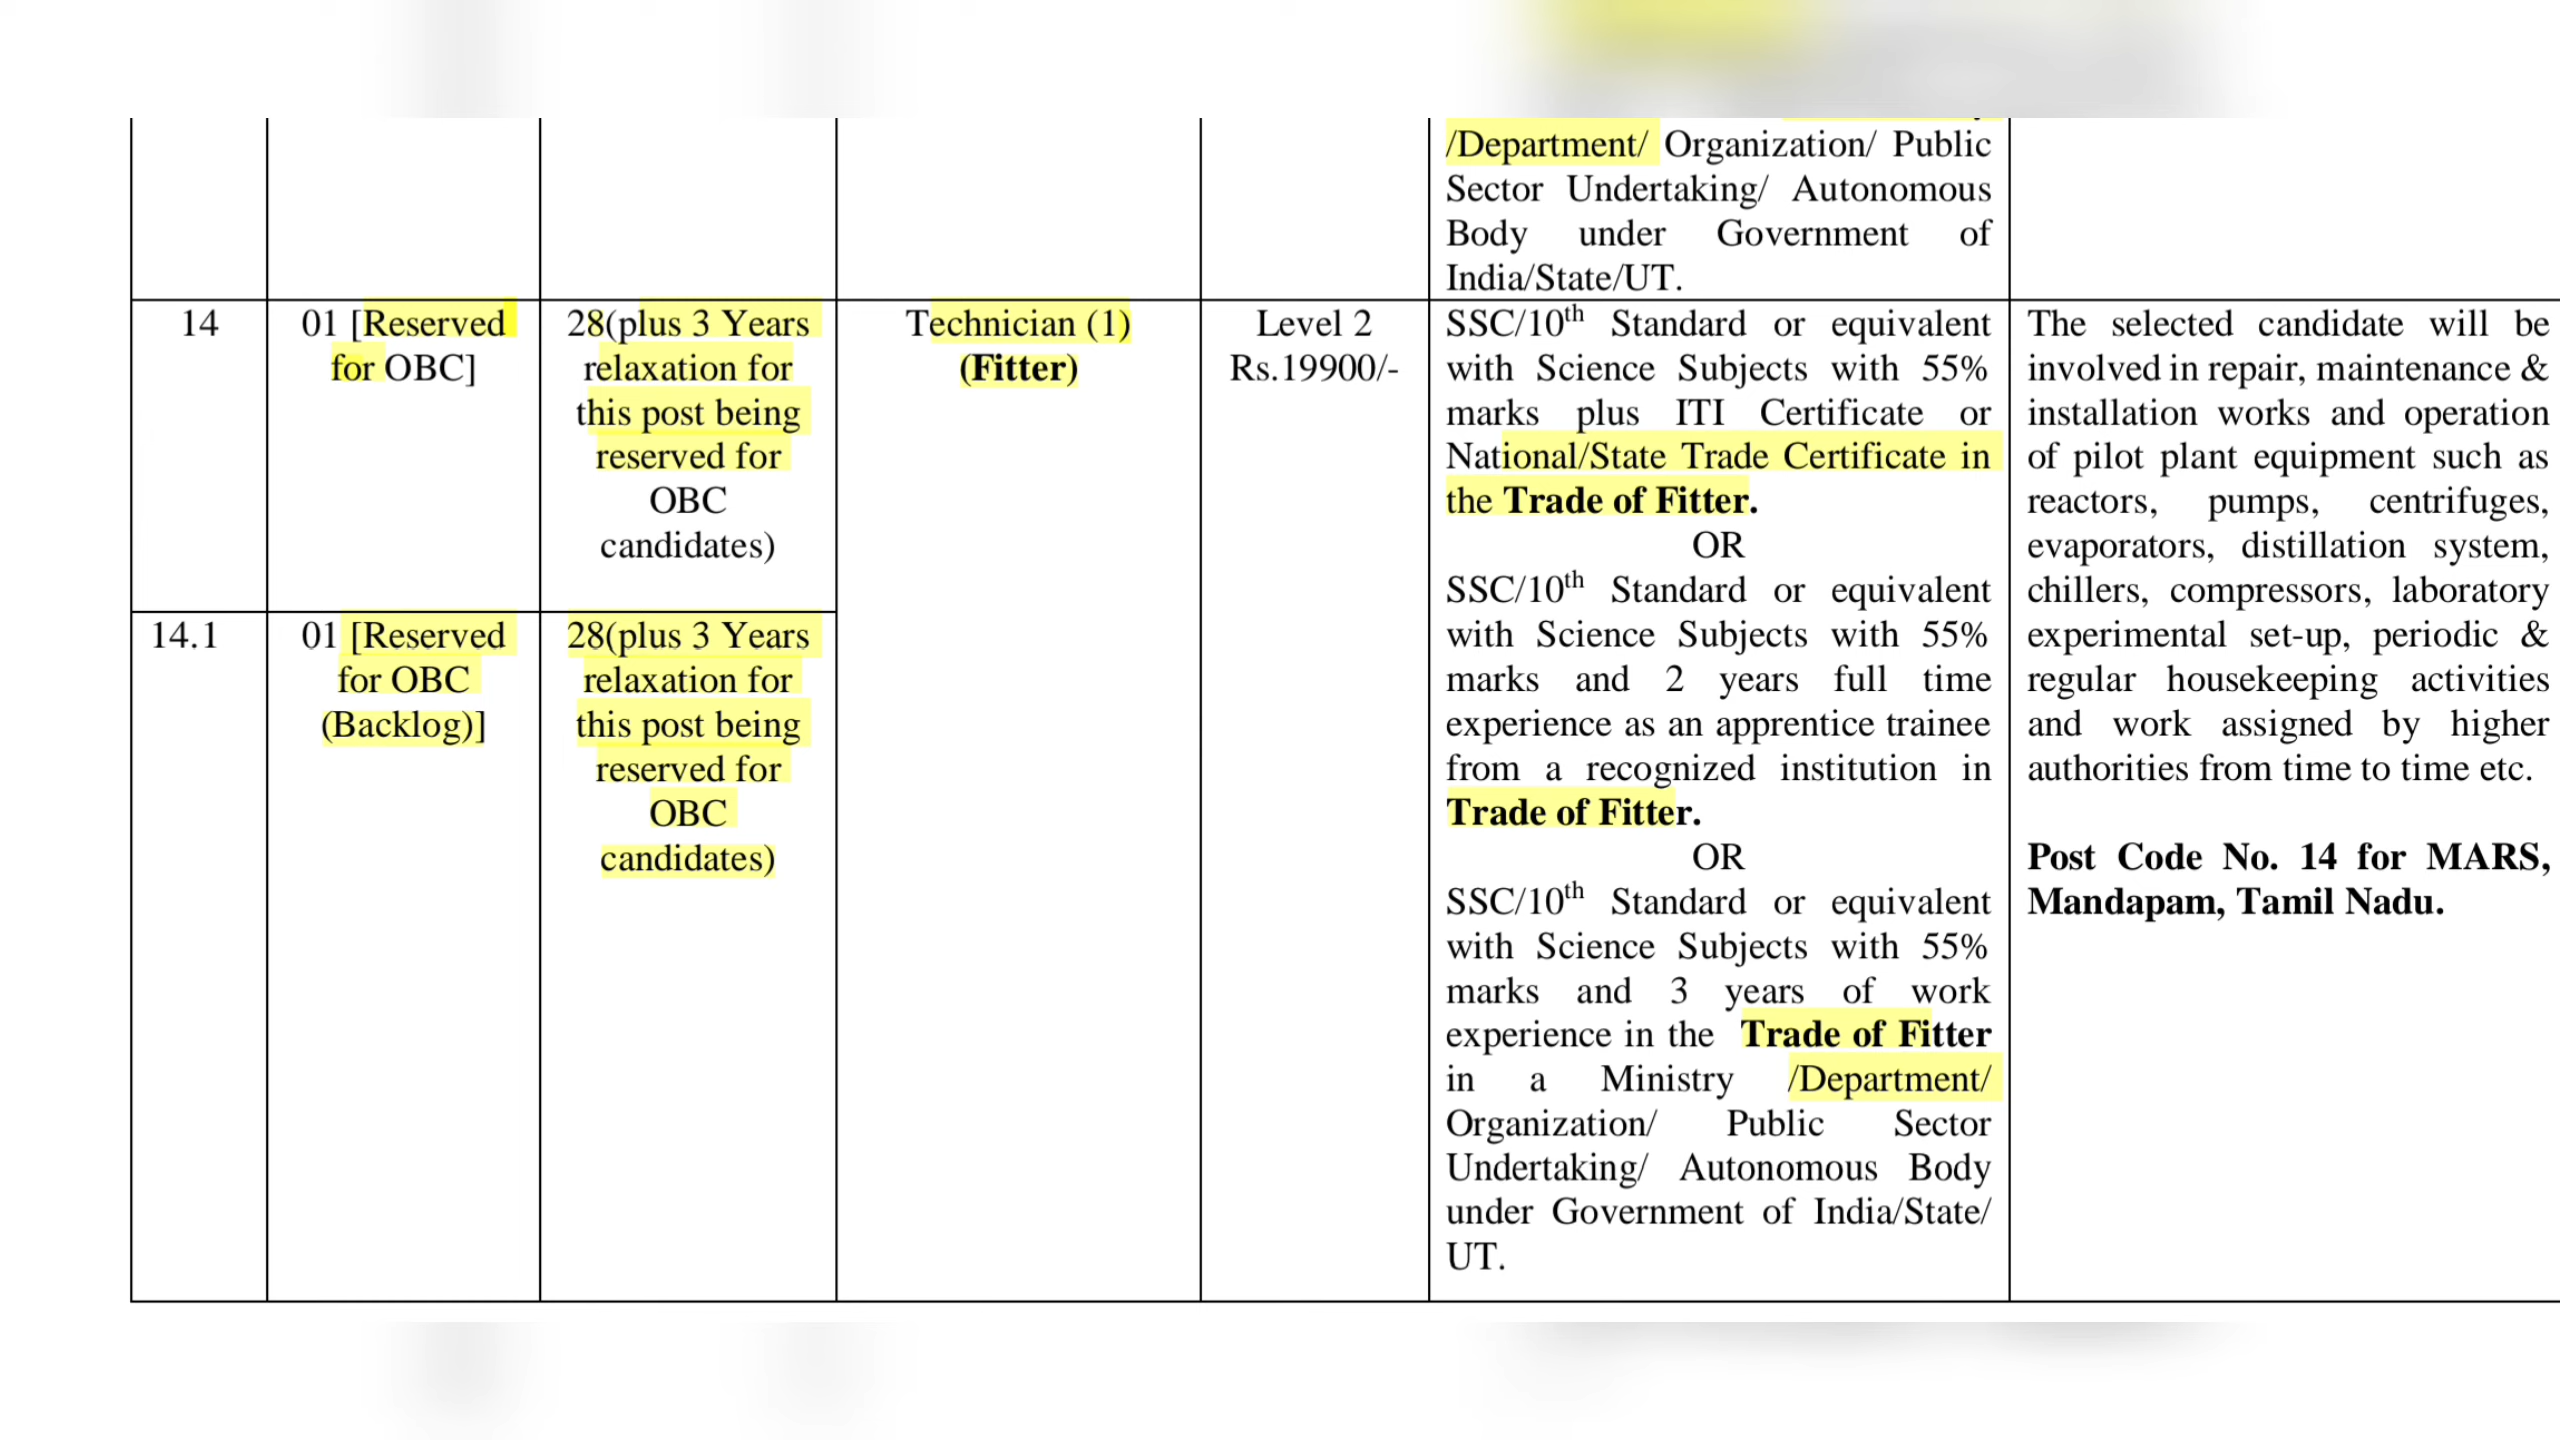 /Department/ Organization/ Public
Sector Undertaking/ Autonomous
Body under Government of
India/State/UT.
14
01 [Reserved
for OBC]
28(plus 3 Years
relaxation for
this post being
reserved for
OBC
candidates)
Technician (1)
(Fitter)
Level 2
Rs.19900/-
SSC/10th Standard or equivalent
with Science Subjects with 55%
marks plus ITI Certificate or
National/State Trade Certificate in
the Trade of Fitter.
OR
SSC/10th Standard or equivalent
with Science Subjects with 55%
marks and 2 years full time
experience as an apprentice trainee
from a recognized institution in
Trade of Fitter.
OR
SSC/10th Standard or equivalent
with Science Subjects with 55%
marks and 3 years of work
experience in the Trade of Fitter
in a Ministry /Department/
Organization/ Public Sector
Undertaking/ Autonomous Body
under Government of India/State/
UT.
The selected candidate will be
involved in repair, maintenance &
installation works and operation
of pilot plant equipment such as
reactors, pumps, centrifuges,
evaporators, distillation system,
chillers, compressors, laboratory
experimental set-up, periodic &
regular housekeeping activities
and work assigned by higher
authorities from time to time etc.
Post Code No. 14 for MARS,
Mandapam, Tamil Nadu.
14.1
01 [Reserved
for OBC
(Backlog)]
28(plus 3 Years
relaxation for
this post being
reserved for
OBC
candidates)